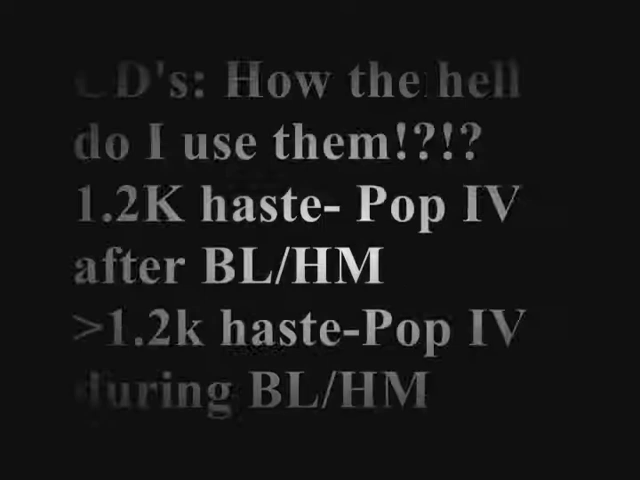 CD's: How the hell
do I use them!?!?
1.2K haste- Pop IV
after BL/HM
>1.2k haste-Pop IV
during BL/HM